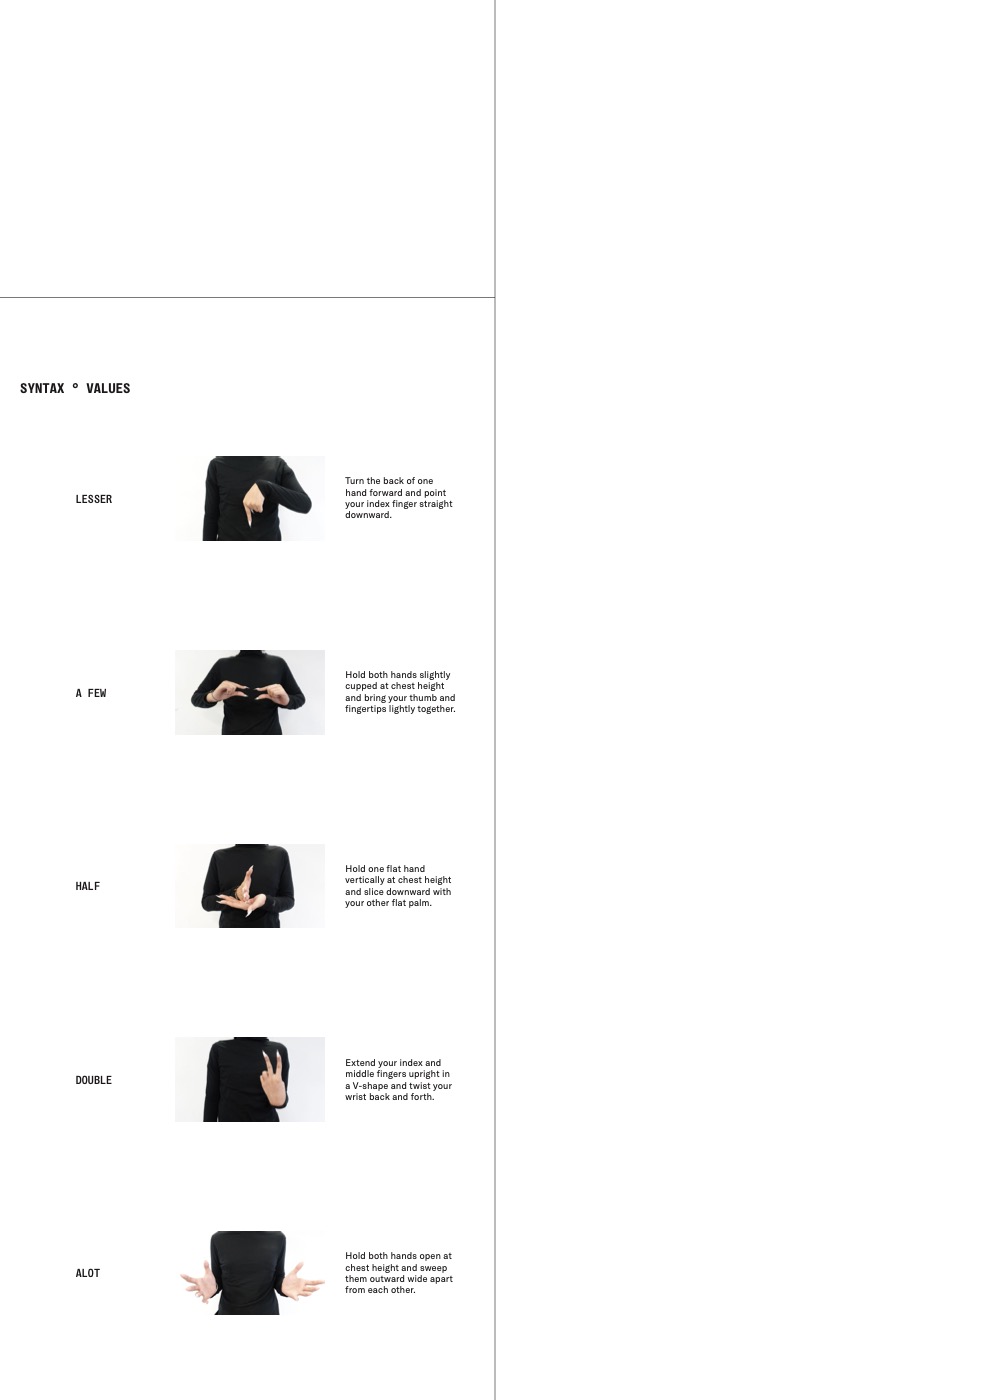 SYNTAX ° VALUES
LESSER
Turn the back of one
hand forward and point
your index finger straight
downward.
A FEW
Hold both hands slightly
cupped at chest height
and bring your thumb and
fingertips lightly together.
HALF
Hold one flat hand
vertically at chest height
and slice downward with
your other flat palm.
DOUBLE
Extend your index and
middle fingers upright in
a V-shape and twist your
wrist back and forth.
ALOT
Hold both hands open at
chest height and sweep
them outward wide apart
from each other.